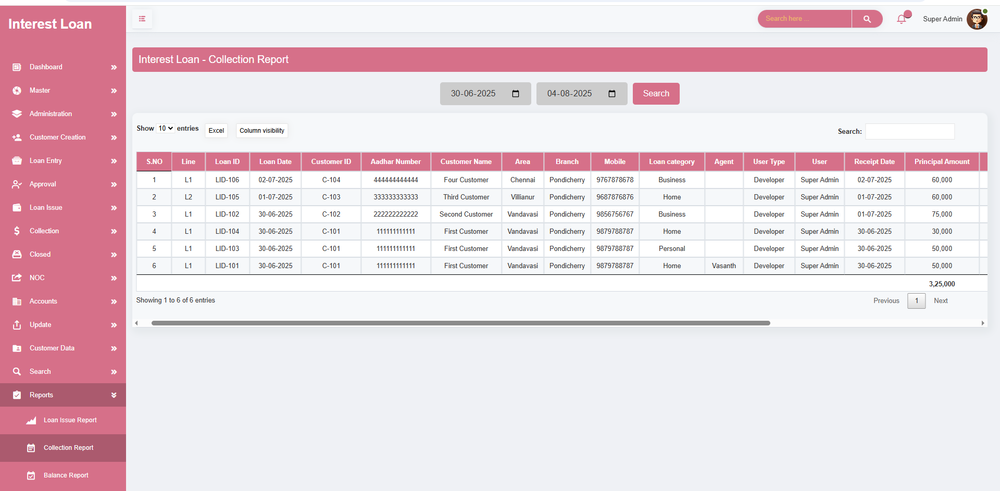 Interest Loan
Search here ...
Super Admin
Dashboard
Master
Administration
Customer Creation
Loan Entry
Approval
Loan Issue
Collection
Closed
NOC
Accounts
Update
Customer Data
Search
Reports
Loan Issue Report
Collection Report
Balance Report
Interest Loan - Collection Report
30-06-2025 04-08-2025 Search
Show 10 entries Excel Column visibility Search:
S.NO Line Loan ID Loan Date Customer ID Aadhar Number Customer Name Area Branch Mobile Loan category Agent User Type User Receipt Date Principal Amount
1 L1 LID-106 02-07-2025 C-104 444444444444 Four Customer Chennai Pondicherry 9767878678 Business Developer Super Admin 02-07-2025 60,000
2 L2 LID-105 01-07-2025 C-103 333333333333 Third Customer Villianur Pondicherry 9687876876 Home Developer Super Admin 01-07-2025 60,000
3 L1 LID-102 30-06-2025 C-102 222222222222 Second Customer Vandavasi Pondicherry 9856756767 Business Developer Super Admin 01-07-2025 75,000
4 L1 LID-104 30-06-2025 C-101 111111111111 First Customer Vandavasi Pondicherry 9879788787 Home Developer Super Admin 30-06-2025 30,000
5 L1 LID-103 30-06-2025 C-101 111111111111 First Customer Vandavasi Pondicherry 9879788787 Personal Developer Super Admin 30-06-2025 50,000
6 L1 LID-101 30-06-2025 C-101 111111111111 First Customer Vandavasi Pondicherry 9879788787 Home Vasanth Developer Super Admin 30-06-2025 50,000
3,25,000
Showing 1 to 6 of 6 entries Previous 1 Next